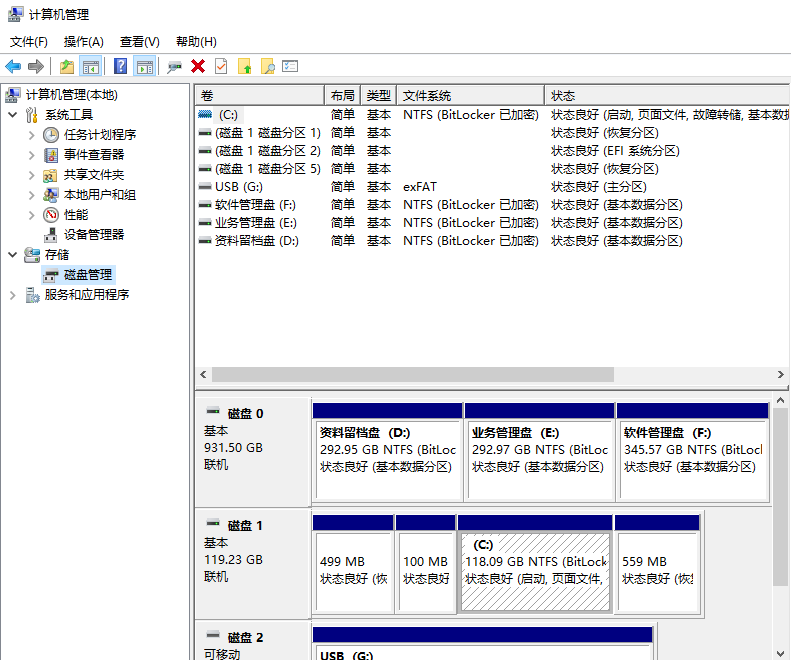 计算机管理
文件(F) 操作(A) 查看(V) 帮助(H)
计算机管理(本地)
系统工具
任务计划程序
事件查看器
共享文件夹
本地用户和组
性能
设备管理器
存储
磁盘管理
服务和应用程序
卷 布局 类型 文件系统 状态
(C:) 简单 基本 NTFS (BitLocker 已加密) 状态良好 (启动, 页面文件, 故障转储, 基本数据
(磁盘 1 磁盘分区 1) 简单 基本 状态良好 (恢复分区)
(磁盘 1 磁盘分区 2) 简单 基本 状态良好 (EFI 系统分区)
(磁盘 1 磁盘分区 5) 简单 基本 状态良好 (恢复分区)
USB (G:) 简单 基本 exFAT 状态良好 (主分区)
软件管理盘 (F:) 简单 基本 NTFS (BitLocker 已加密) 状态良好 (基本数据分区)
业务管理盘 (E:) 简单 基本 NTFS (BitLocker 已加密) 状态良好 (基本数据分区)
资料留档盘 (D:) 简单 基本 NTFS (BitLocker 已加密) 状态良好 (基本数据分区)
磁盘 0
基本
931.50 GB
联机
资料留档盘 (D:)
292.95 GB NTFS (BitLoc
状态良好 (基本数据分区)
业务管理盘 (E:)
292.97 GB NTFS (BitLoc
状态良好 (基本数据分区)
软件管理盘 (F:)
345.57 GB NTFS (BitLocl
状态良好 (基本数据分区)
磁盘 1
基本
119.23 GB
联机
499 MB
状态良好 (恢
100 MB
状态良好
(C:)
118.09 GB NTFS (BitLock
状态良好 (启动, 页面文件,
559 MB
状态良好 (恢
磁盘 2
可移动
USB (G:)